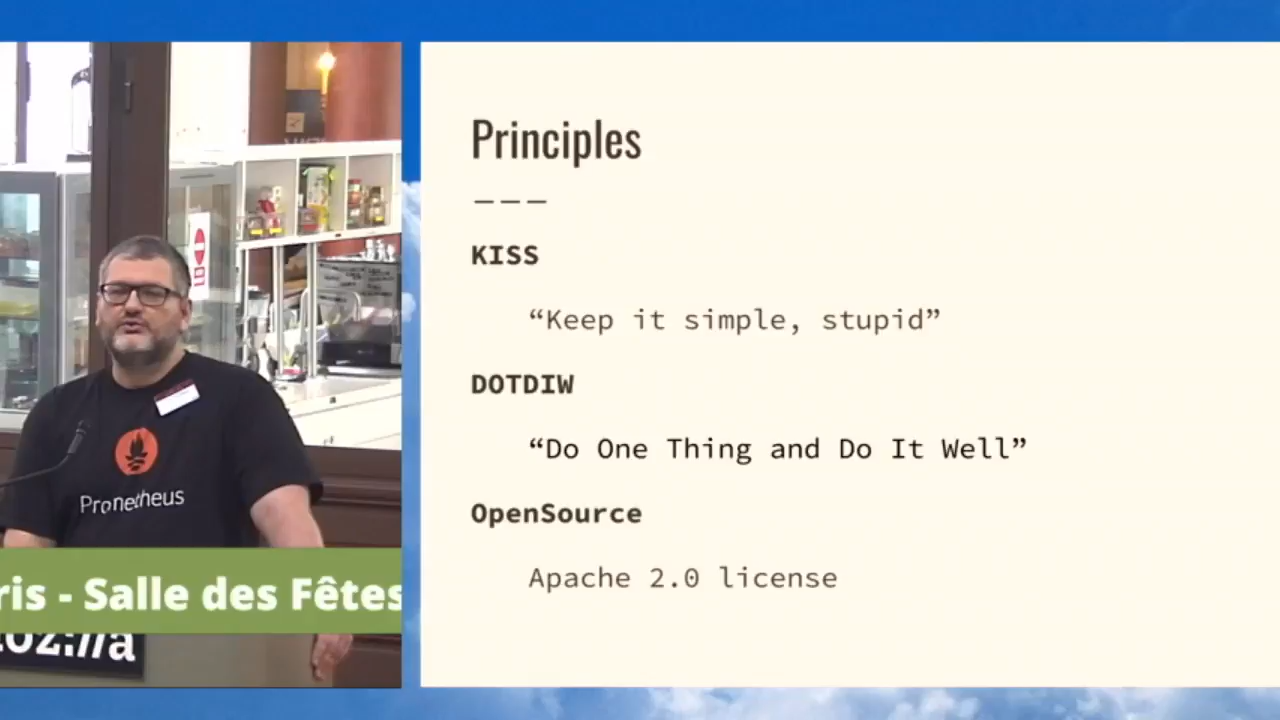 Principles
———
KISS
“Keep it simple, stupid”
DOTDIW
“Do One Thing and Do It Well”
OpenSource
Apache 2.0 license
Prometheus
ris - Salle des Fêtes
moz://a